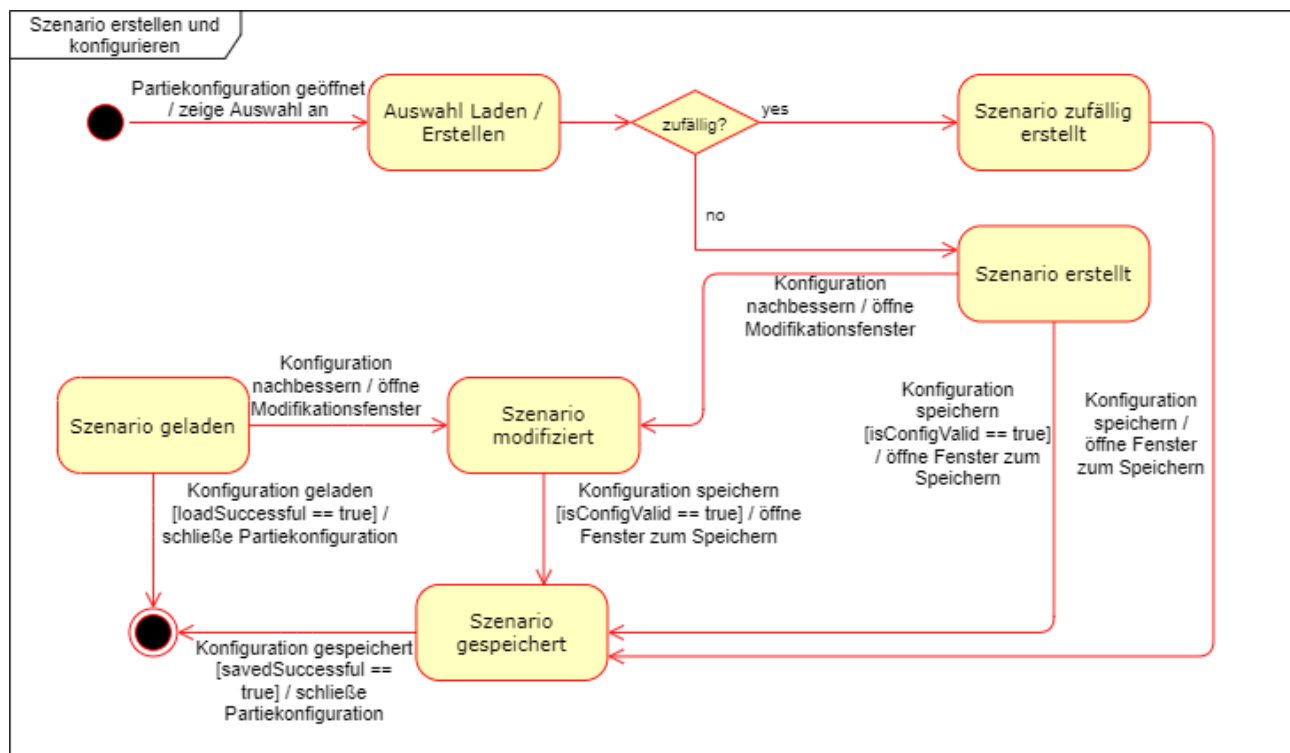 Szenario erstellen und
konfigurieren
Partiekonfiguration geöffnet
/ zeige Auswahl an
Auswahl Laden /
Erstellen
zufällig?
yes
Szenario zufällig
erstellt
no
Szenario erstellt
Konfiguration
nachbessern / öffne
Modifikationsfenster
Konfiguration
nachbessern / öffne
Modifikationsfenster
Szenario geladen
Szenario
modifiziert
Konfiguration
speichern
[isConfigValid == true]
/ öffne Fenster zum
Speichern
Konfiguration
speichern /
öffne Fenster
zum Speichern
Konfiguration geladen
[loadSuccessful == true] /
schließe Partiekonfiguration
Konfiguration speichern
[isConfigValid == true] / öffne
Fenster zum Speichern
Szenario
gespeichert
Konfiguration gespeichert
[savedSuccessful ==
true] / schließe
Partiekonfiguration